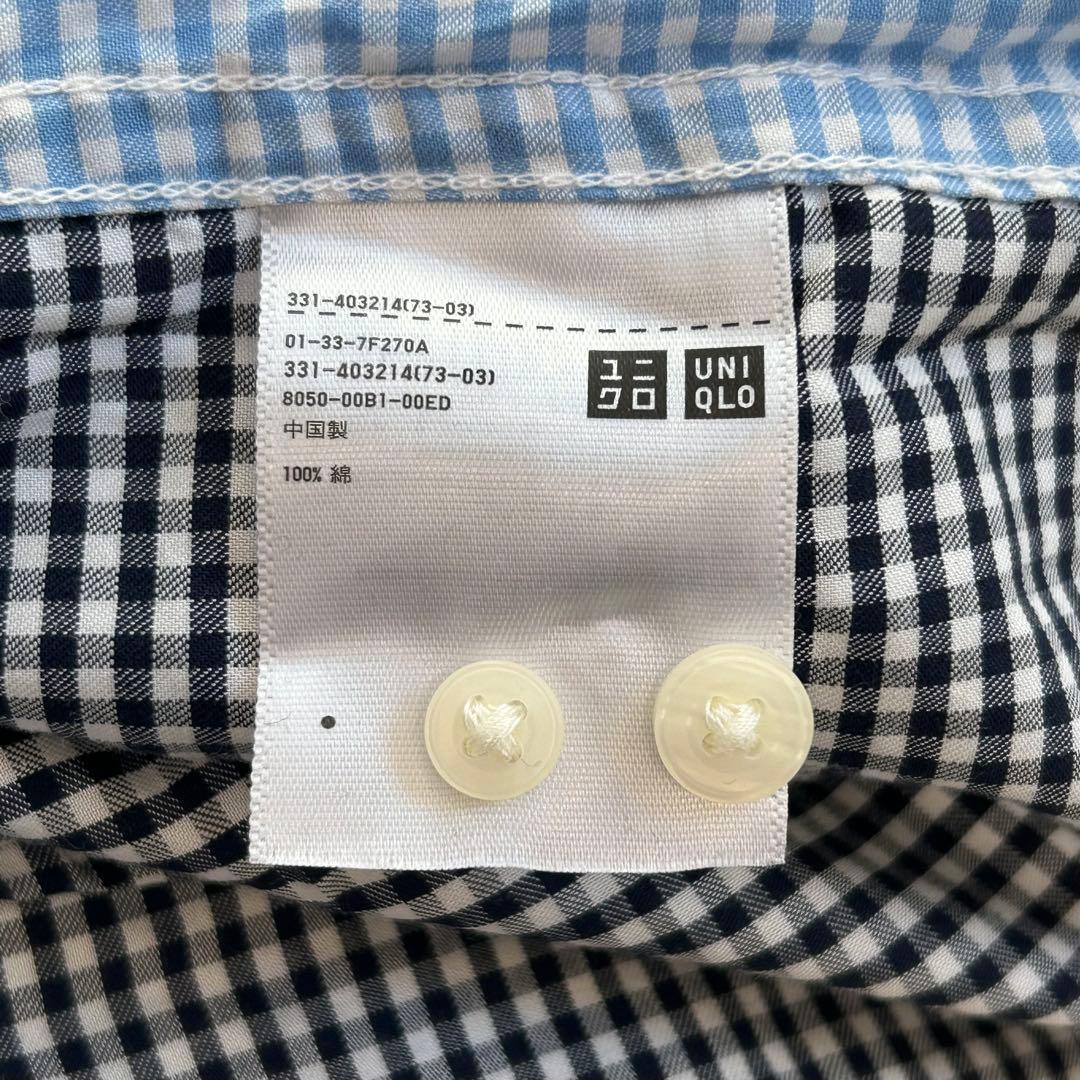 331-403214(73-03)
01-33-7F270A
331-403214(73-03)
8050-00B1-00ED
中国製
100% 綿
ユニ
クロ
UNI
QLO